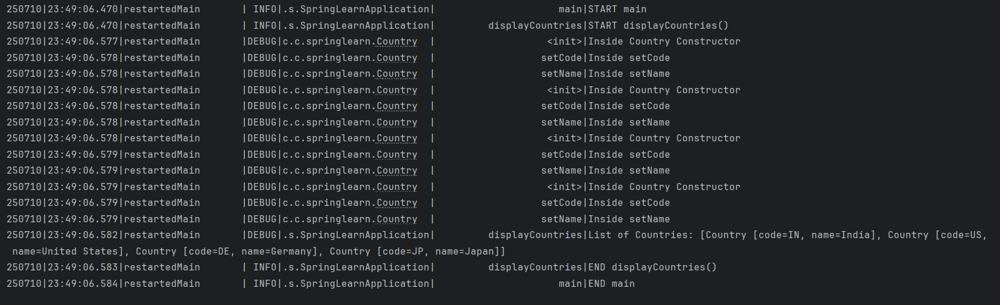 250710|23:49:06.470|restartedMain       | INFO|.s.SpringLearnApplication|                     main|START main
250710|23:49:06.470|restartedMain       | INFO|.s.SpringLearnApplication|         displayCountries|START displayCountries()
250710|23:49:06.577|restartedMain       |DEBUG|c.c.springlearn.Country  |                   <init>|Inside Country Constructor
250710|23:49:06.578|restartedMain       |DEBUG|c.c.springlearn.Country  |                  setCode|Inside setCode
250710|23:49:06.578|restartedMain       |DEBUG|c.c.springlearn.Country  |                  setName|Inside setName
250710|23:49:06.578|restartedMain       |DEBUG|c.c.springlearn.Country  |                   <init>|Inside Country Constructor
250710|23:49:06.578|restartedMain       |DEBUG|c.c.springlearn.Country  |                  setCode|Inside setCode
250710|23:49:06.578|restartedMain       |DEBUG|c.c.springlearn.Country  |                  setName|Inside setName
250710|23:49:06.578|restartedMain       |DEBUG|c.c.springlearn.Country  |                   <init>|Inside Country Constructor
250710|23:49:06.579|restartedMain       |DEBUG|c.c.springlearn.Country  |                  setCode|Inside setCode
250710|23:49:06.579|restartedMain       |DEBUG|c.c.springlearn.Country  |                  setName|Inside setName
250710|23:49:06.579|restartedMain       |DEBUG|c.c.springlearn.Country  |                   <init>|Inside Country Constructor
250710|23:49:06.579|restartedMain       |DEBUG|c.c.springlearn.Country  |                  setCode|Inside setCode
250710|23:49:06.579|restartedMain       |DEBUG|c.c.springlearn.Country  |                  setName|Inside setName
250710|23:49:06.582|restartedMain       |DEBUG|.s.SpringLearnApplication|         displayCountries|List of Countries: [Country [code=IN, name=India], Country [code=US,
 name=United States], Country [code=DE, name=Germany], Country [code=JP, name=Japan]]
250710|23:49:06.583|restartedMain       | INFO|.s.SpringLearnApplication|         displayCountries|END displayCountries()
250710|23:49:06.584|restartedMain       | INFO|.s.SpringLearnApplication|                     main|END main